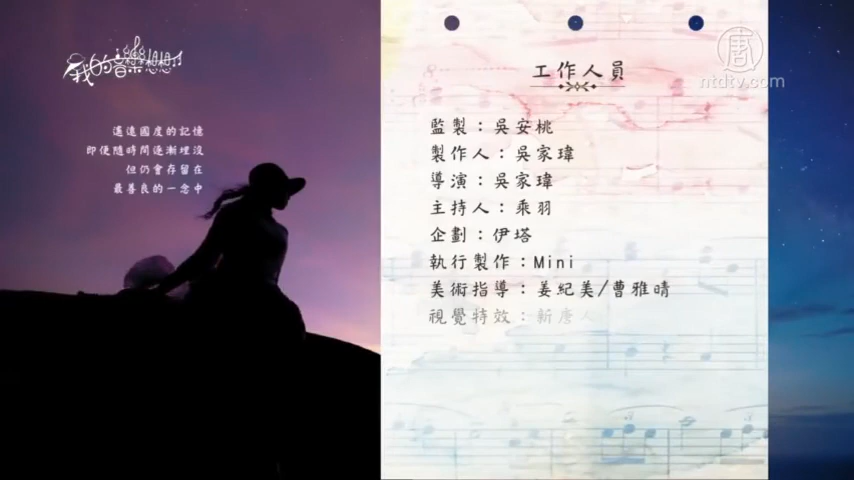 我的音樂想想
遙遠國度的記憶
即便隨時間逐漸埋沒
但仍會存留在
最善良的一念中
唐
ntdtv.com
工作人員
監製：吳安桃
製作人：吳家瑋
導演：吳家瑋
主持人：乘羽
企劃：伊塔
執行製作：Mini
美術指導：姜紀美/曹雅晴
視覺特效：新唐人